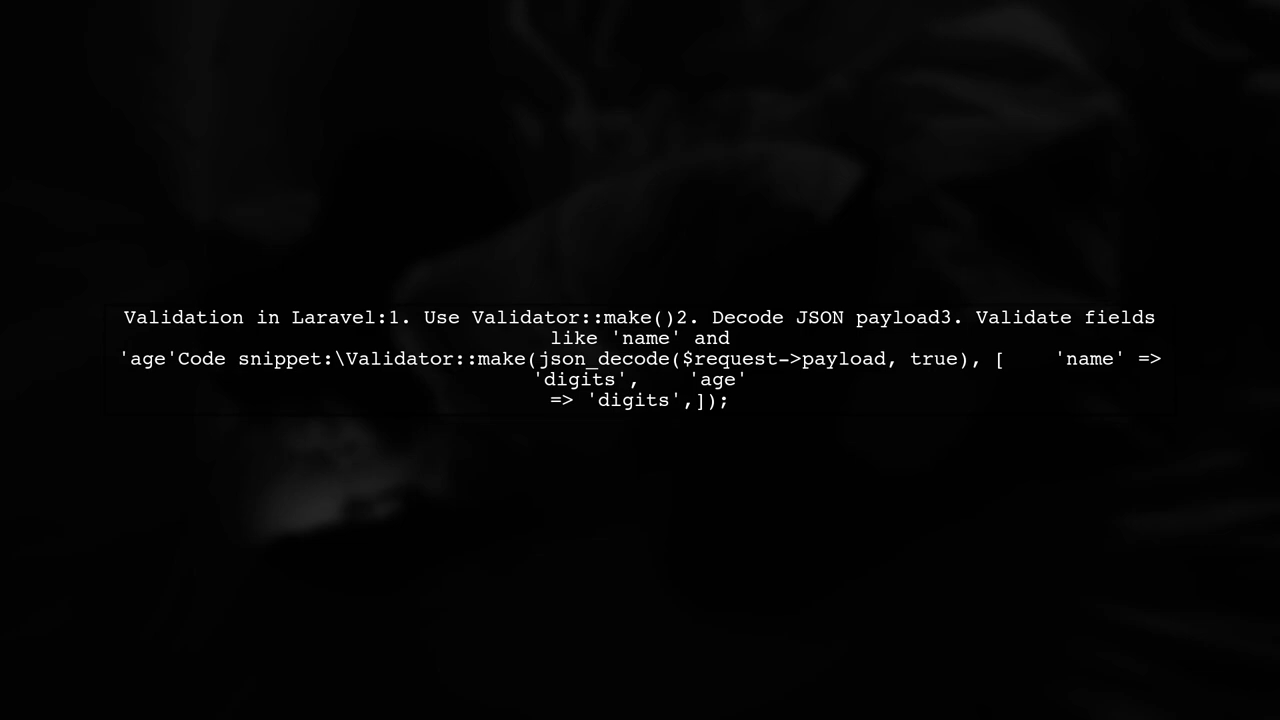 Validation in Laravel:1. Use Validator::make()2. Decode JSON payload3. Validate fields
like 'name' and
'age'Code snippet:\Validator::make(json_decode($request->payload, true), [    'name' =>
'digits',    'age'
=> 'digits',]);